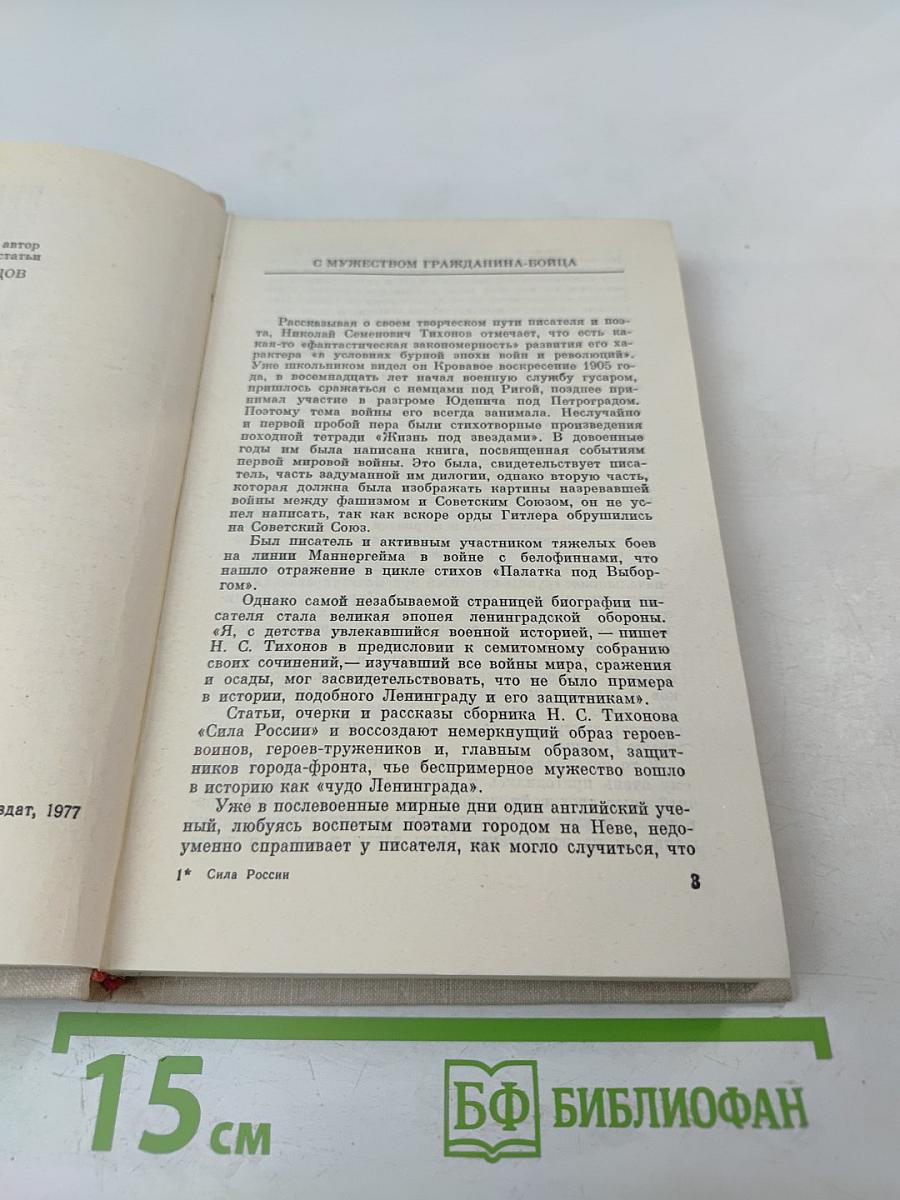 автор
статьи
ДОВ
здат, 1977
С МУЖЕСТВОМ ГРАЖДАНИНА-БОЙЦА
Рассказывая о своем творческом пути писателя и поэ-
та, Николай Семенович Тихонов отмечает, что есть ка-
кая-то «фантастическая закономерность» развития его ха-
рактера «в условиях бурной эпохи войн и революций».
Уже школьником видел он Кровавое воскресение 1905 го-
да, в восемнадцать лет начал военную службу гусаром,
пришлось сражаться с немцами под Ригой, позднее при-
нимал участие в разгроме Юденича под Петроградом.
Поэтому тема войны его всегда занимала. Неслучайно
и первой пробой пера были стихотворные произведения
походной тетради «Жизнь под звездами». В довоенные
годы им была написана книга, посвященная событиям
первой мировой войны. Это была, свидетельствует писа-
тель, часть задуманной им дилогии, однако вторую часть,
которая должна была изображать картины назревавшей
войны между фашизмом и Советским Союзом, он не ус-
пел написать, так как вскоре орды Гитлера обрушились
на Советский Союз.
Был писатель и активным участником тяжелых боев
на линии Маннергейма в войне с белофиннами, что
нашло отражение в цикле стихов «Палатка под Выбор-
гом».
Однако самой незабываемой страницей биографии пи-
сателя стала великая эпопея ленинградской обороны.
«Я, с детства увлекавшийся военной историей, — пишет
Н. С. Тихонов в предисловии к семитомному собранию
своих сочинений,— изучавший все войны мира, сражения
и осады, мог засвидетельствовать, что не было примера
в истории, подобного Ленинграду и его защитникам».
Статьи, очерки и рассказы сборника Н. С. Тихонова
«Сила России» и воссоздают немеркнущий образ героев-
воинов, героев-тружеников и, главным образом, защит-
ников города-фронта, чье беспримерное мужество вошло
в историю как «чудо Ленинграда».
Уже в послевоенные мирные дни один английский уче-
ный, любуясь воспетым поэтами городом на Неве, недо-
уменно спрашивает у писателя, как могло случиться, что
1* Сила России
3
15 см
БФ БИБЛИОФАН